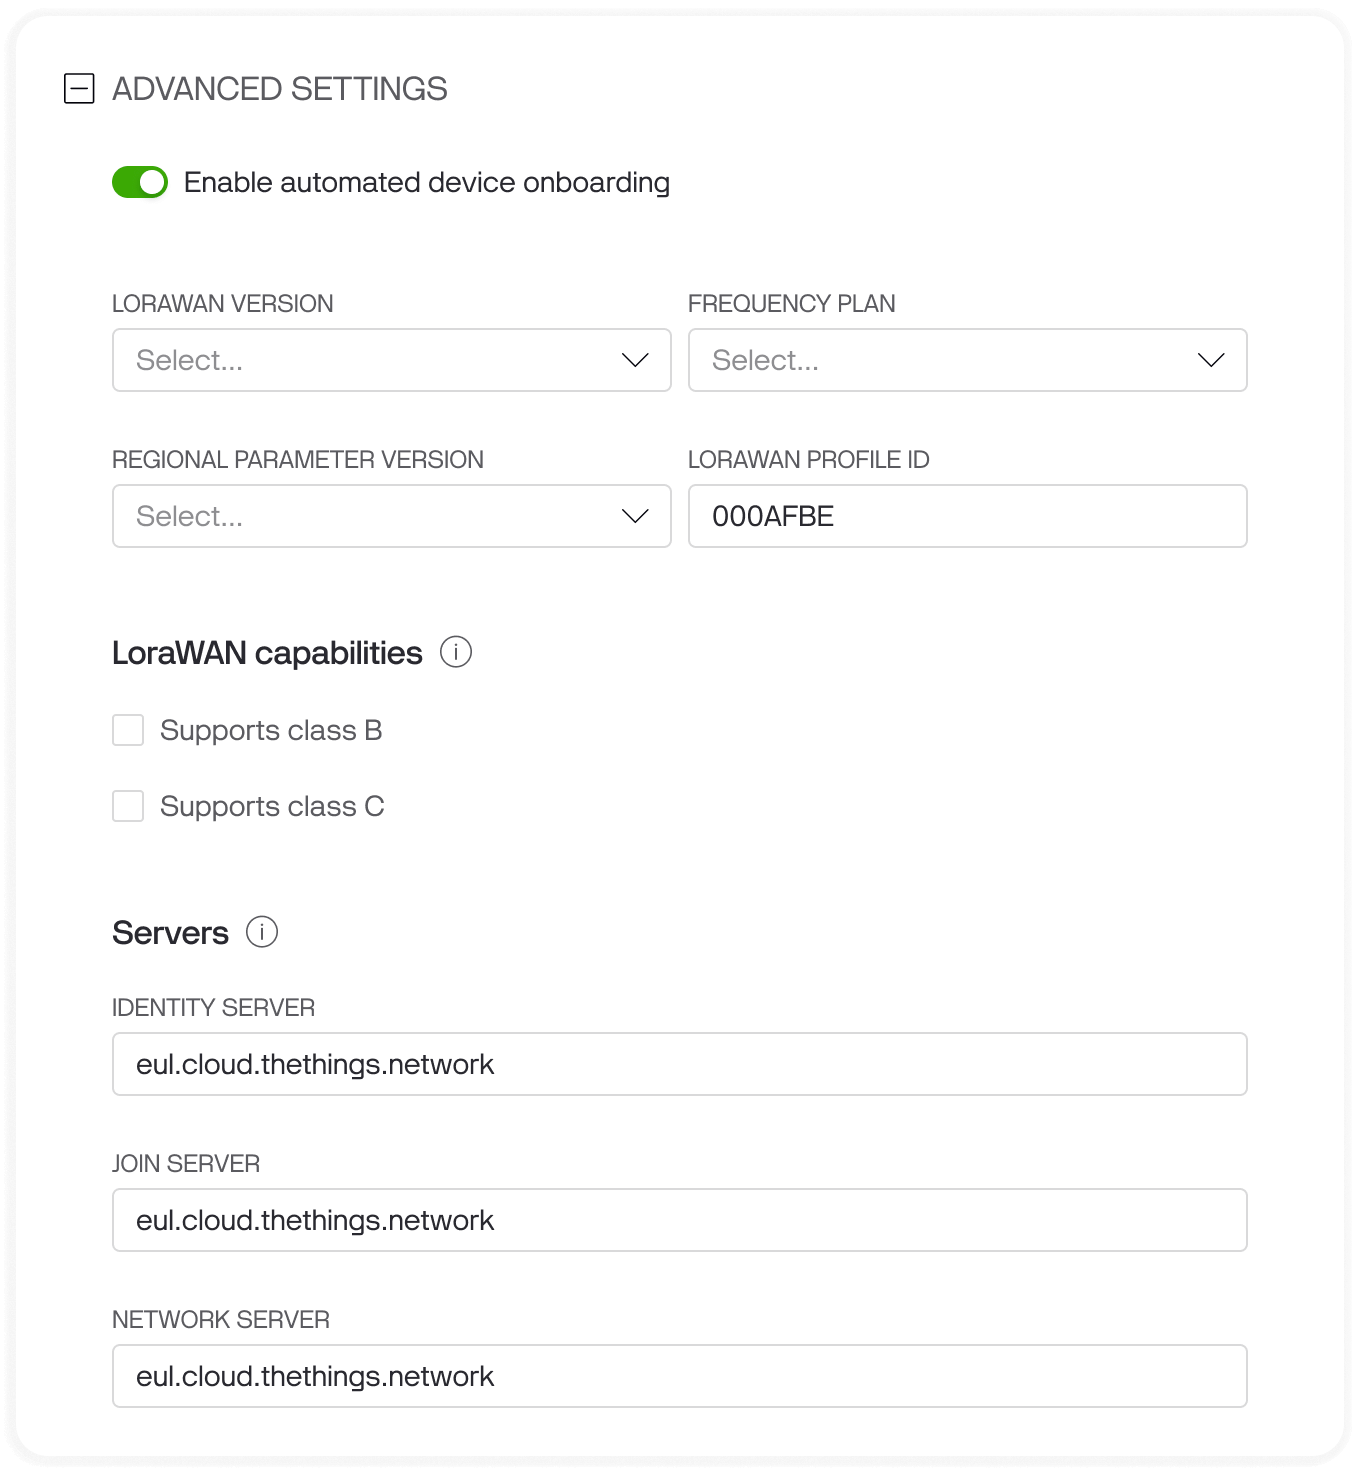 ADVANCED SETTINGS
Enable automated device onboarding
LORAWAN VERSION
FREQUENCY PLAN
Select...
Select...
REGIONAL PARAMETER VERSION
LORAWAN PROFILE ID
Select...
000AFBE
LoraWAN capabilities
Supports class B
Supports class C
Servers
IDENTITY SERVER
eul.cloud.thethings.network
JOIN SERVER
eul.cloud.thethings.network
NETWORK SERVER
eul.cloud.thethings.network